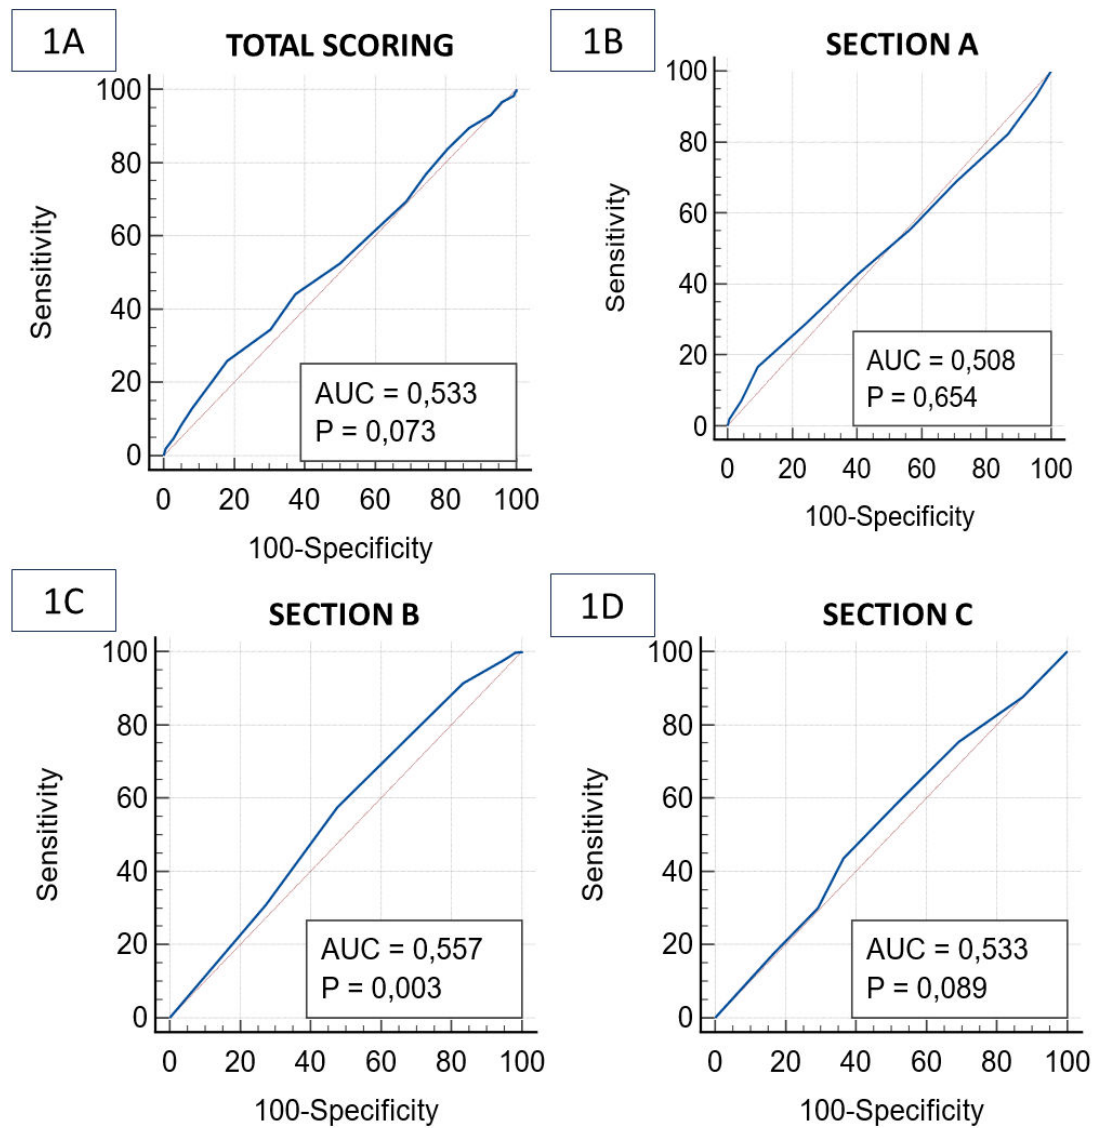 1A
TOTAL SCORING
100
80
60
40
20
0
Sensitivity
AUC = 0,533
P = 0,073
0 20 40 60 80 100
100-Specificity
1B
SECTION A
100
80
60
40
20
0
Sensitivity
AUC = 0,508
P = 0,654
0 20 40 60 80 100
100-Specificity
1C
SECTION B
100
80
60
40
20
0
Sensitivity
AUC = 0,557
P = 0,003
0 20 40 60 80 100
100-Specificity
1D
SECTION C
100
80
60
40
20
0
Sensitivity
AUC = 0,533
P = 0,089
0 20 40 60 80 100
100-Specificity